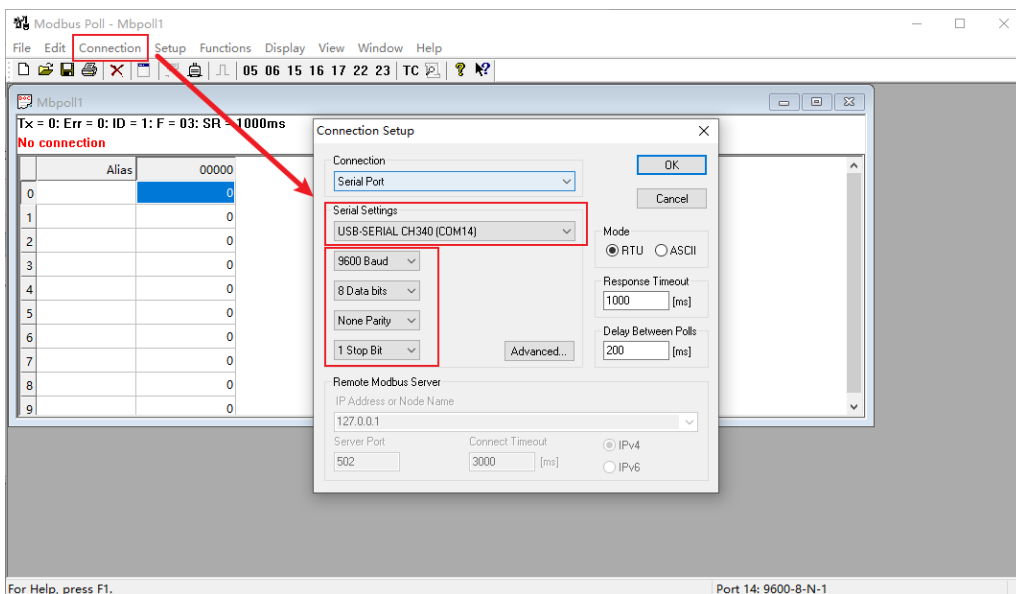 Modbus Poll - Mbpoll1
File Edit Connection Setup Functions Display View Window Help
05 06 15 16 17 22 23 TC
Mbpoll1
Tx = 0: Err = 0: ID = 1: F = 03: SR = 1000ms
No connection
Alias 00000
0 0
1 0
2 0
3 0
4 0
5 0
6 0
7 0
8 0
9 0
Connection Setup
Connection
Serial Port
OK
Cancel
Serial Settings
USB-SERIAL CH340 (COM14)
9600 Baud
8 Data bits
None Parity
1 Stop Bit
Advanced...
Mode
RTU ASCII
Response Timeout
1000 [ms]
Delay Between Polls
200 [ms]
Remote Modbus Server
IP Address or Node Name
127.0.0.1
Server Port Connect Timeout
502 3000 [ms]
IPv4
IPv6
For Help, press F1.
Port 14: 9600-8-N-1